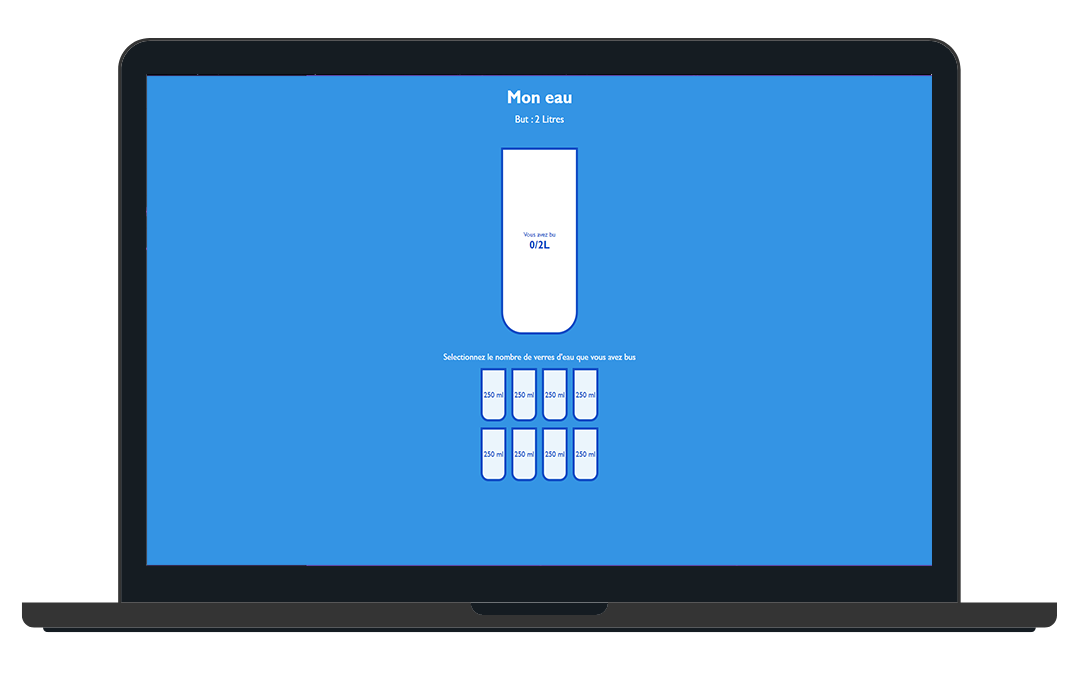 Mon eau
But : 2 Litres
Vous avez bu
0/2L
Selectionnez le nombre de verres d'eau que vous avez bus
250 ml 250 ml 250 ml 250 ml
250 ml 250 ml 250 ml 250 ml